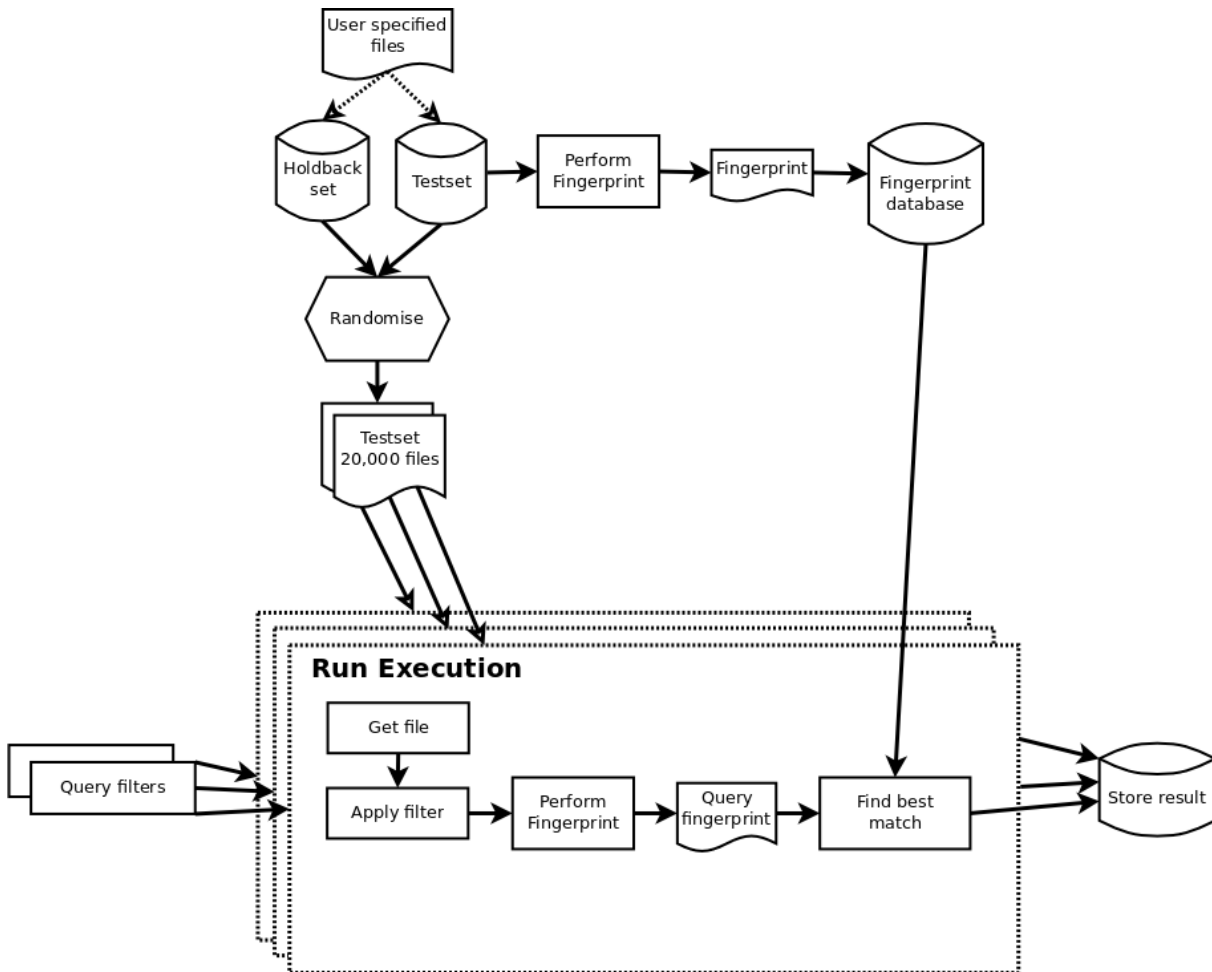 User specified
files
Holdback
set
Testset
Perform
Fingerprint
Fingerprint
Fingerprint
database
Randomise
Testset
20,000 files
Run Execution
Get file
Query filters
Apply filter
Perform
Fingerprint
Query
fingerprint
Find best
match
Store result